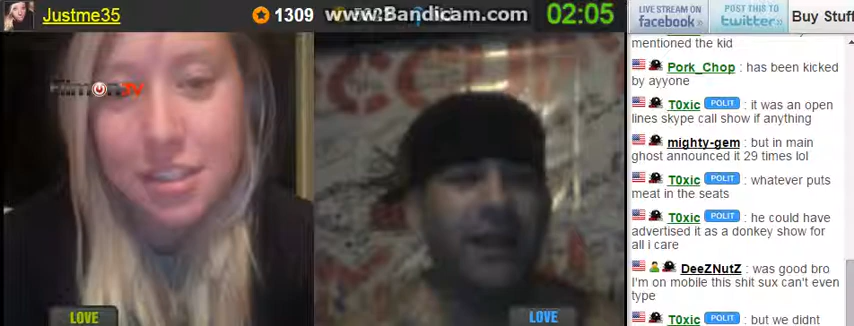 Justme35
1309
www.Bandicam.com
02:05
LIVE STREAM ON
facebook»
POST THIS TO
twitter»
Buy Stuff
FilmOn.TV
LOVE
LOVE
mentioned the kid
Pork_Chop : has been kicked
by ayyone
T0xic POLIT : it was an open
lines skype call show if anything
mighty-gem : but in main
ghost announced it 29 times lol
T0xic POLIT : whatever puts
meat in the seats
T0xic POLIT : he could have
advertised it as a donkey show for
all i care
DeeZNutZ : was good bro
I'm on mobile this shit sux can't even
type
T0xic POLIT : but we didnt